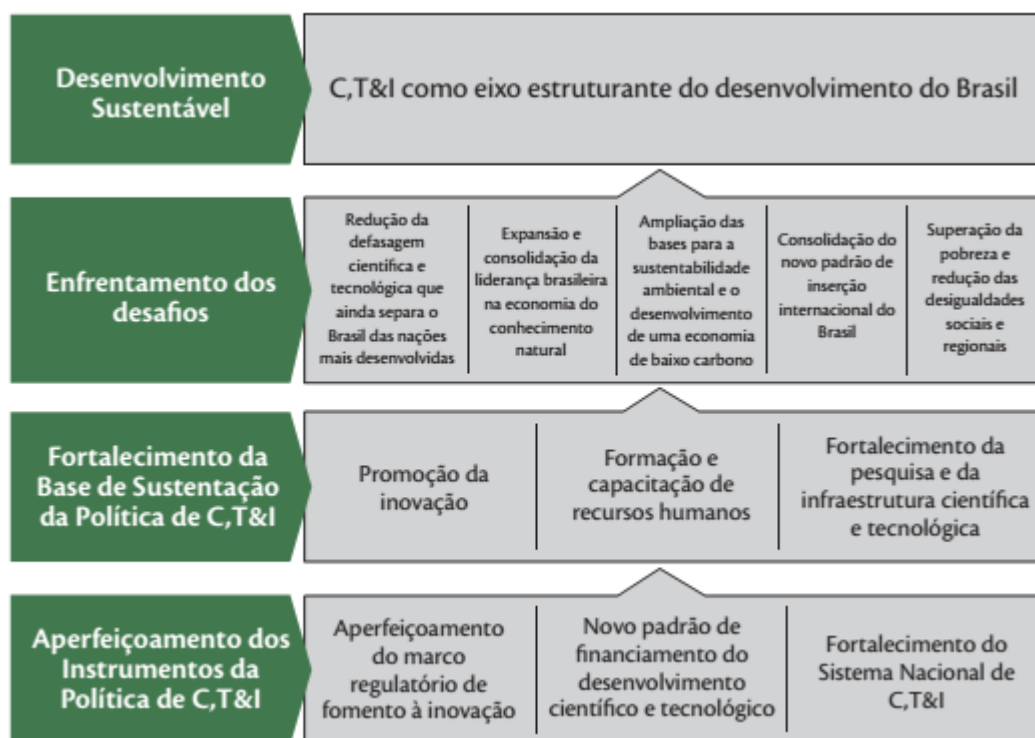 Desenvolvimento
Sustentável
C,T&I como eixo estruturante do desenvolvimento do Brasil
Enfrentamento dos
desafios
Redução da
defasagem
científica e
tecnológica que
ainda separa o
Brasil das nações
mais desenvolvidas
Expansão e
consolidação da
liderança brasileira
na economia do
conhecimento
natural
Ampliação das
bases para a
sustentabilidade
ambiental e o
desenvolvimento
de uma economia
de baixo carbono
Consolidação do
novo padrão de
inserção
internacional do
Brasil
Superação da
pobreza e
redução das
desigualdades
sociais e
regionais
Fortalecimento da
Base de Sustentação
da Política de C,T&I
Promoção da
inovação
Formação e
capacitação de
recursos humanos
Fortalecimento da
pesquisa e da
infraestrutura científica
e tecnológica
Aperfeiçoamento dos
Instrumentos da
Política de C,T&I
Aperfeiçoamento
do marco
regulatório de
fomento à inovação
Novo padrão de
financiamento do
desenvolvimento
científico e tecnológico
Fortalecimento do
Sistema Nacional de
C,T&I